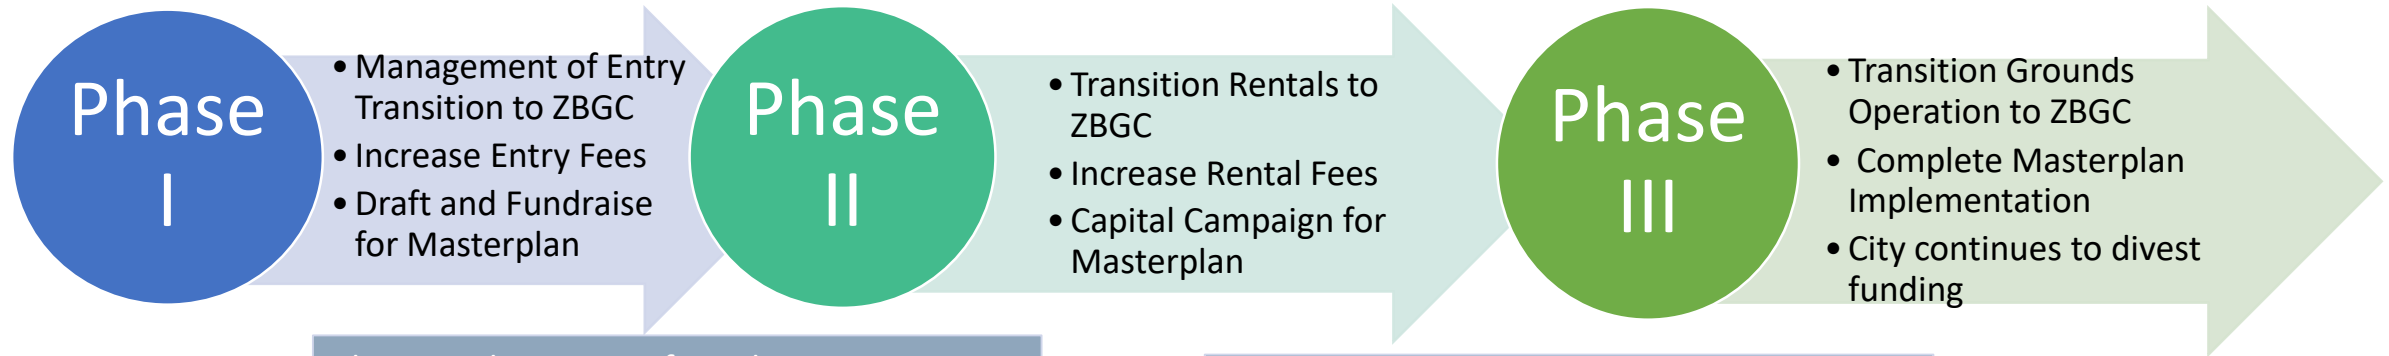 Phase
I
• Management of Entry
Transition to ZBGC
• Increase Entry Fees
• Draft and Fundraise
for Masterplan
Phase
II
• Transition Rentals to
ZBGC
• Increase Rental Fees
• Capital Campaign for
Masterplan
Phase
III
• Transition Grounds
Operation to ZBGC
• Complete Masterplan
Implementation
• City continues to divest
funding